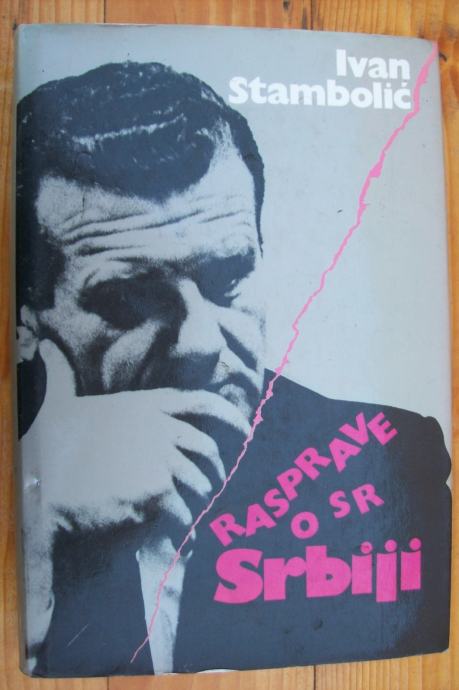 Ivan
Stambolić
RASPRAVE
O SR
Srbiji